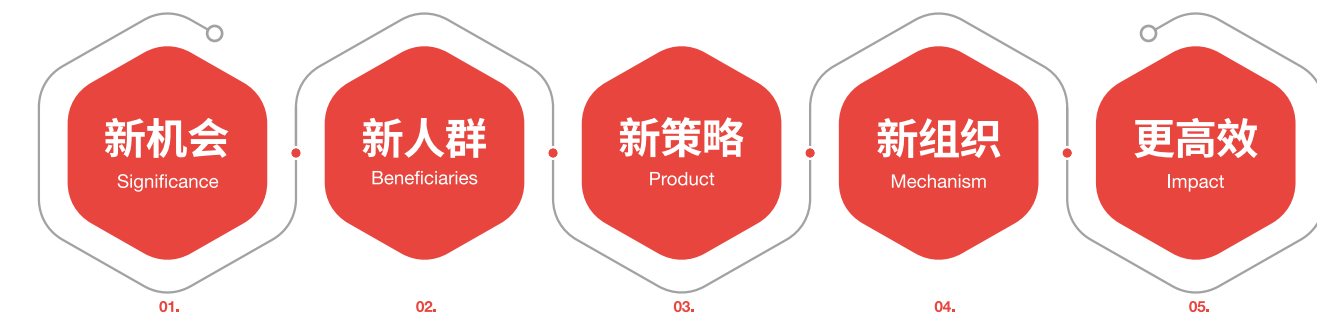 新机会
Significance
01.
新人群
Beneficiaries
02.
新策略
Product
03.
新组织
Mechanism
04.
更高效
Impact
05.